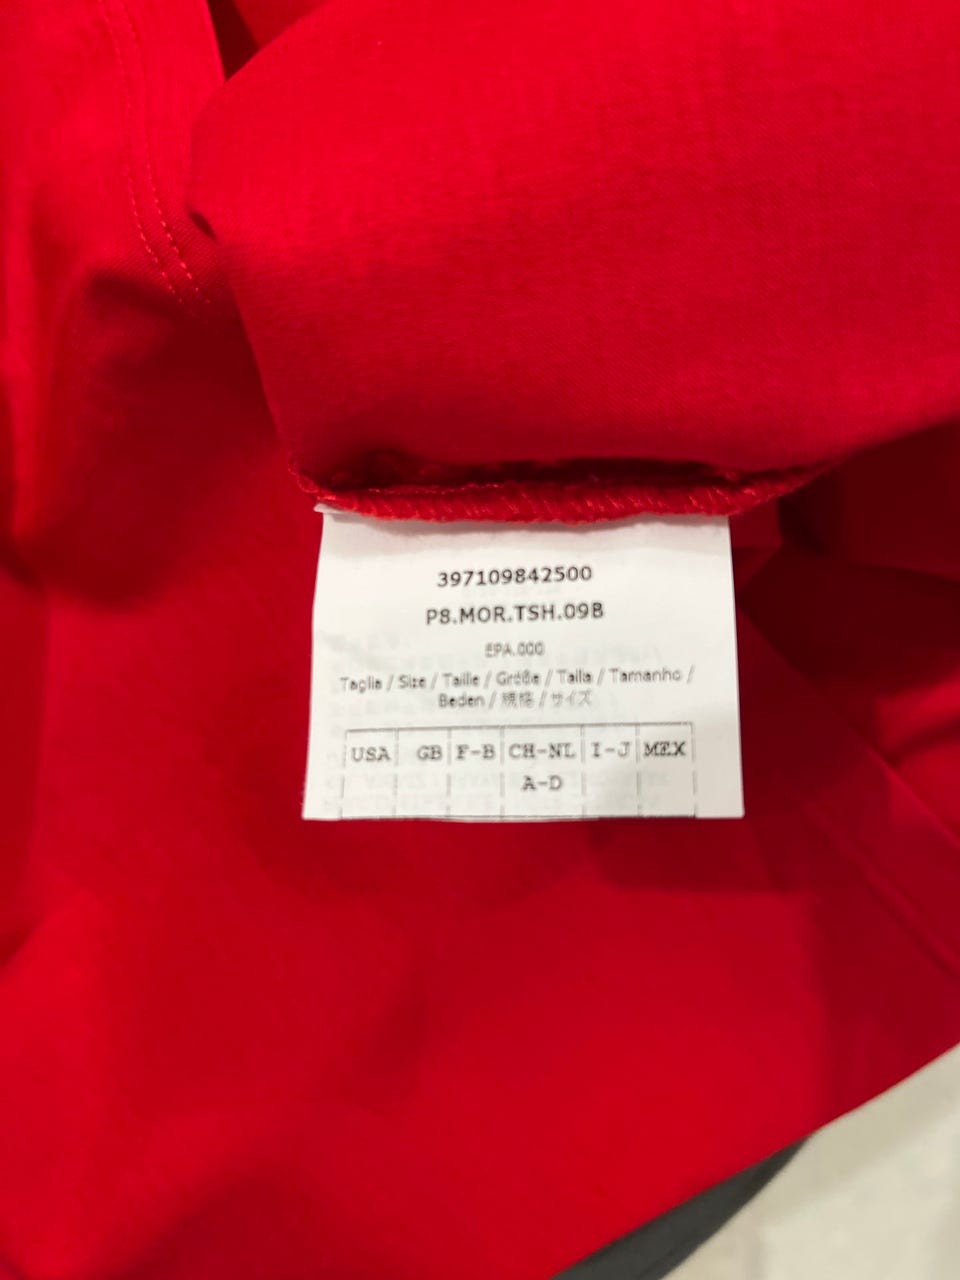 397109842500
P8.MOR.TSH.09B
EPA.000
Taglia / Size / Taille / Größe / Talla / Tamanho /
Beden / 規格 / サイズ
USA GB F-B CH-NL I-J MEX
A-D